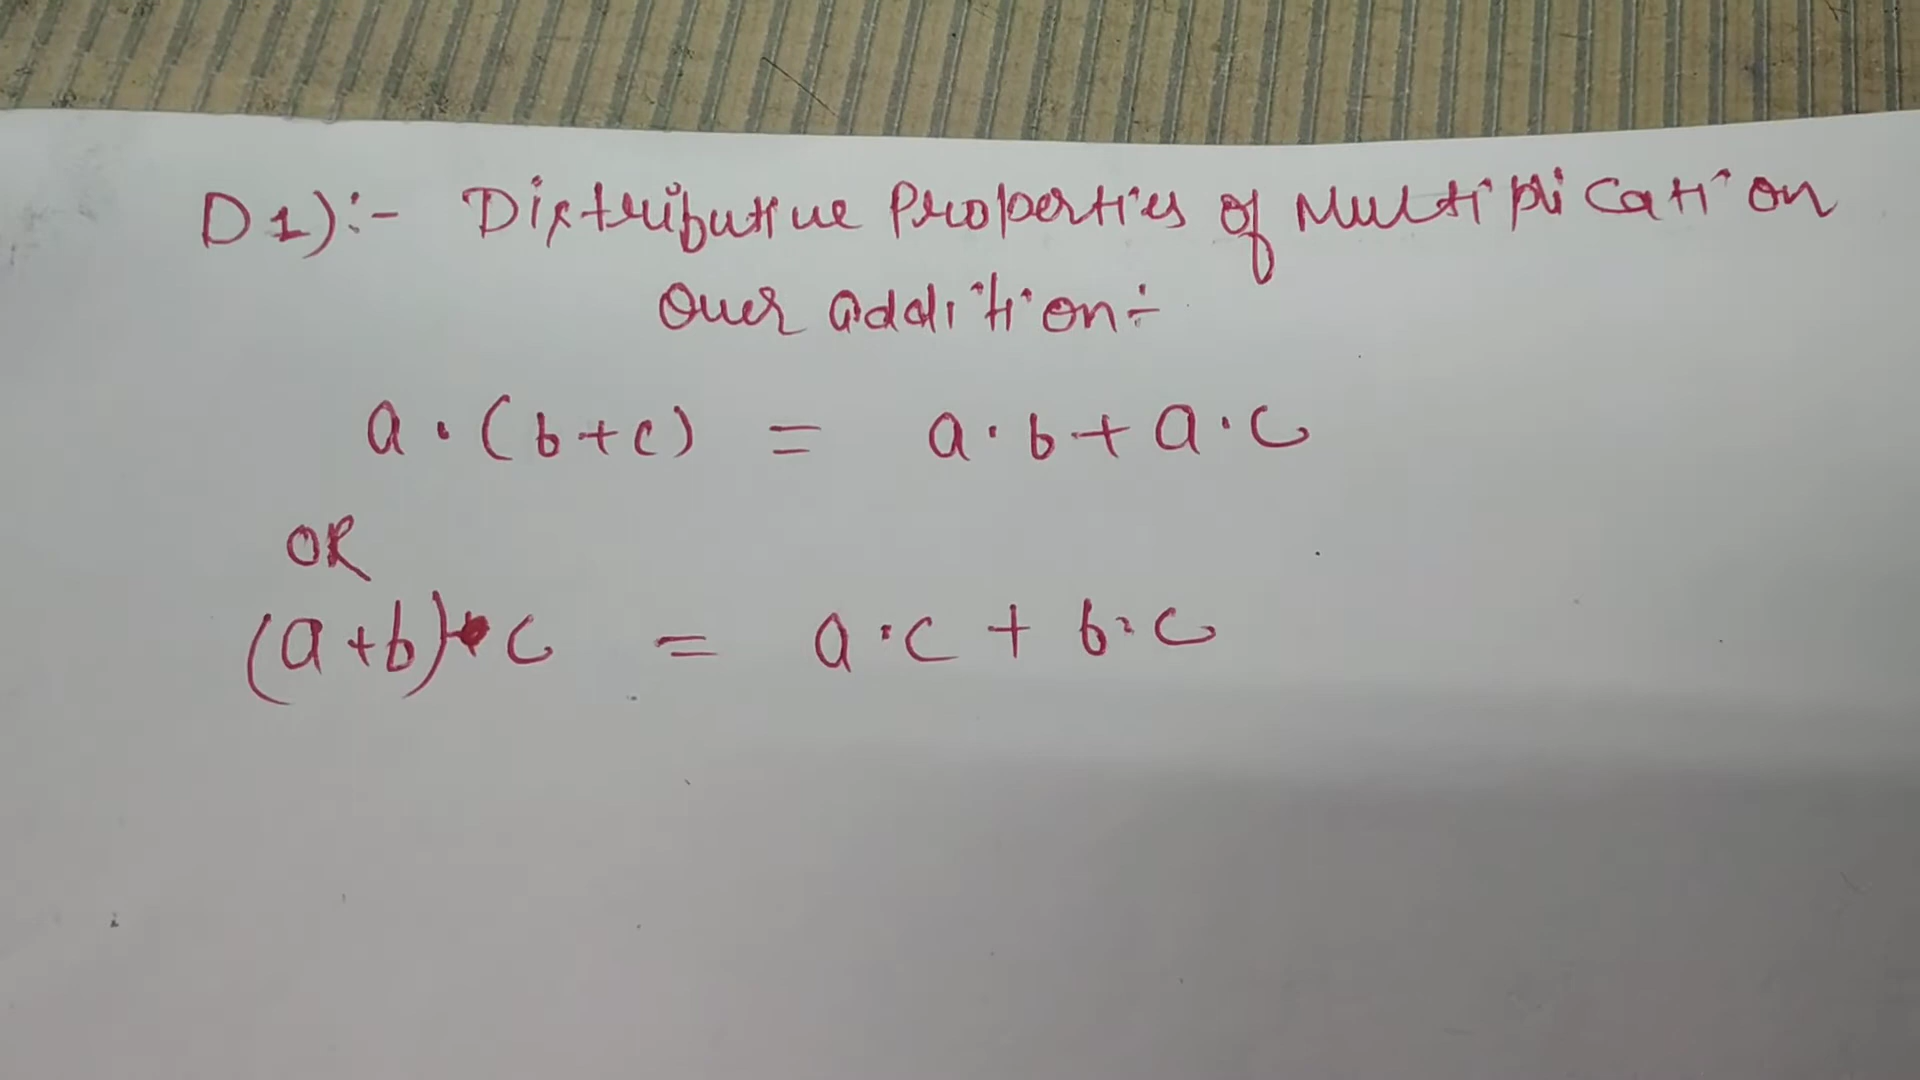 D1):- Distributive Properties of Multiplication
Over addition:-
a · (b+c) = a·b + a·c
OR
(a+b)·c = a·c + b·c